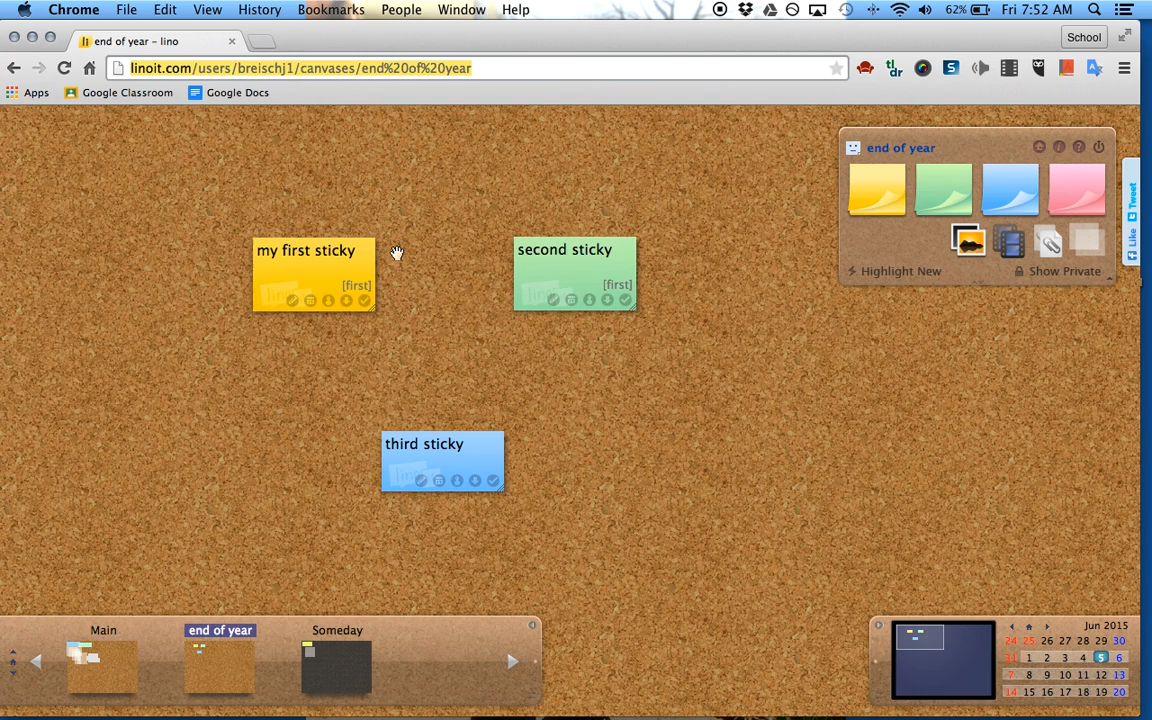 Chrome File Edit View History Bookmarks People Window Help 62% Fri 7:52 AM
end of year - lino
School
linoit.com/users/breischj1/canvases/end%20of%20year
tl;dr
Apps Google Classroom Google Docs
end of year
Tweet
Like
Highlight New Show Private
my first sticky
[first]
second sticky
[first]
third sticky
Main end of year Someday
Jun 2015
24 25 26 27 28 29 30
31 1 2 3 4 5 6
7 8 9 10 11 12 13
14 15 16 17 18 19 20